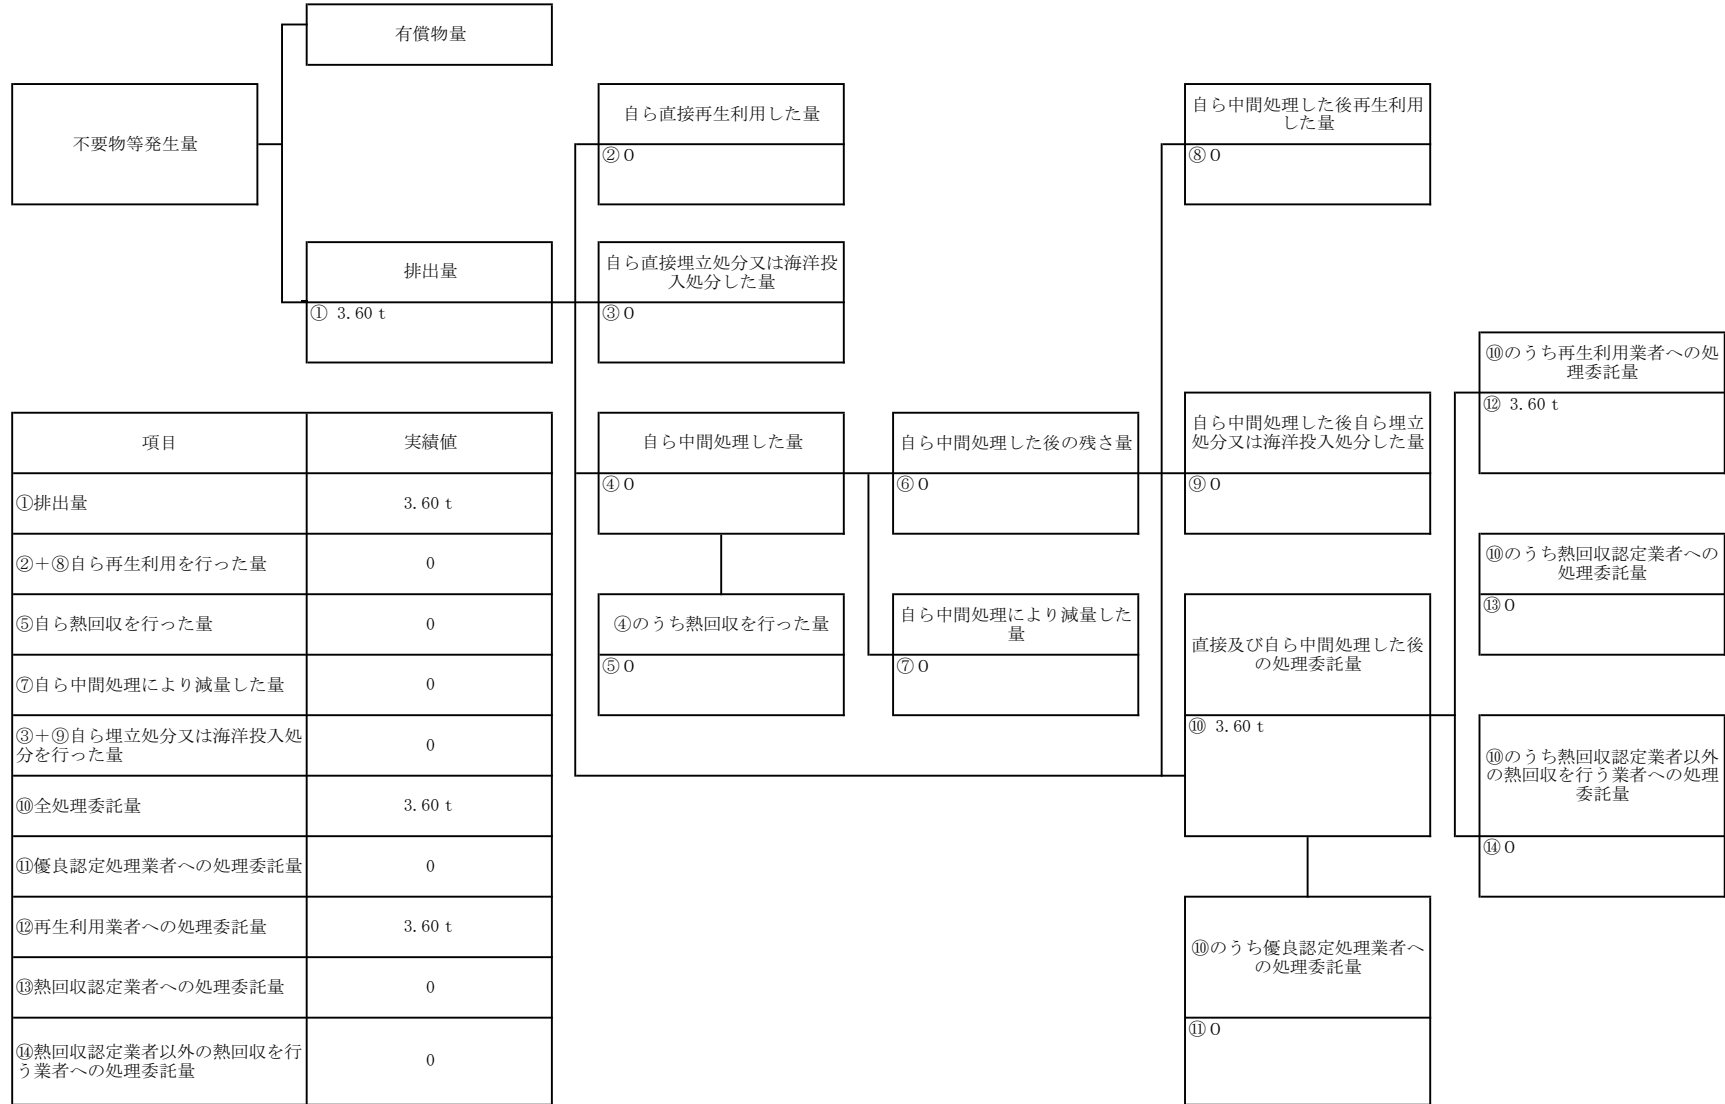 有償物量
不要物等発生量
自ら直接再生利用した量
②0
自ら中間処理した後再生利用
した量
⑧0
排出量
① 3.60 t
自ら直接埋立処分又は海洋投
入処分した量
③0
⑩のうち再生利用業者への処
理委託量
⑫ 3.60 t
自ら中間処理した量
④0
自ら中間処理した後の残さ量
⑥0
自ら中間処理した後自ら埋立
処分又は海洋投入処分した量
⑨0
⑩のうち熱回収認定業者への
処理委託量
⑬0
④のうち熱回収を行った量
⑤0
自ら中間処理により減量した
量
⑦0
直接及び自ら中間処理した後
の処理委託量
⑩ 3.60 t
⑩のうち熱回収認定業者以外
の熱回収を行う業者への処理
委託量
⑭0
⑩のうち優良認定処理業者へ
の処理委託量
⑪0
項目 実績値
①排出量 3.60 t
②＋⑧自ら再生利用を行った量 0
⑤自ら熱回収を行った量 0
⑦自ら中間処理により減量した量 0
③＋⑨自ら埋立処分又は海洋投入処
分を行った量 0
⑩全処理委託量 3.60 t
⑪優良認定処理業者への処理委託量 0
⑫再生利用業者への処理委託量 3.60 t
⑬熱回収認定業者への処理委託量 0
⑭熱回収認定業者以外の熱回収を行
う業者への処理委託量 0